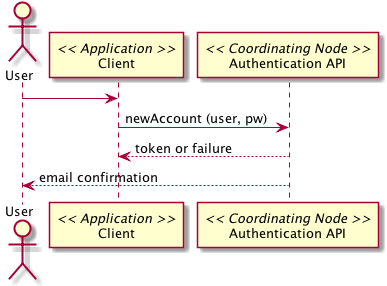 << Application >>
Client
<< Coordinating Node >>
Authentication API
User
newAccount (user, pw)
token or failure
email confirmation
User
<< Application >>
Client
<< Coordinating Node >>
Authentication API